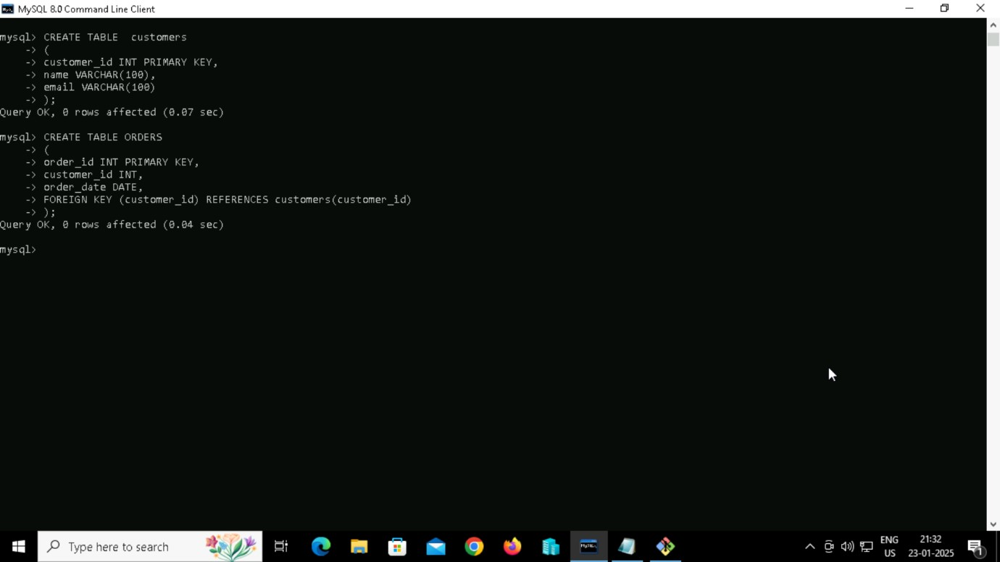 MySQL 8.0 Command Line Client
mysql> CREATE TABLE  customers
    -> (
    -> customer_id INT PRIMARY KEY,
    -> name VARCHAR(100),
    -> email VARCHAR(100)
    -> );
Query OK, 0 rows affected (0.07 sec)
mysql> CREATE TABLE ORDERS
    -> (
    -> order_id INT PRIMARY KEY,
    -> customer_id INT,
    -> order_date DATE,
    -> FOREIGN KEY (customer_id) REFERENCES customers(customer_id)
    -> );
Query OK, 0 rows affected (0.04 sec)
mysql>
Type here to search
ENG
US
21:32
23-01-2025
1